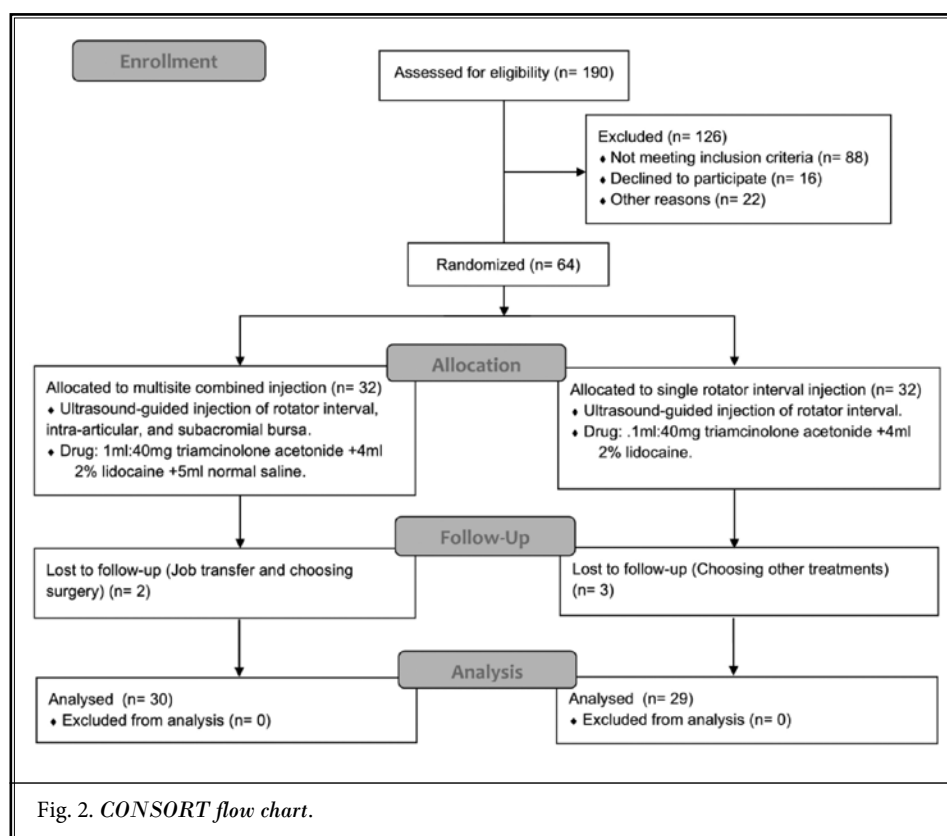 Enrollment
Assessed for eligibility (n= 190)
Excluded (n= 126)
♦ Not meeting inclusion criteria (n= 88)
♦ Declined to participate (n= 16)
♦ Other reasons (n= 22)
Randomized (n= 64)
Allocation
Allocated to multisite combined injection (n= 32)
♦ Ultrasound-guided injection of rotator interval,
intra-articular, and subacromial bursa.
♦ Drug: 1ml:40mg triamcinolone acetonide +4ml
2% lidocaine +5ml normal saline.
Allocated to single rotator interval injection (n= 32)
♦ Ultrasound-guided injection of rotator interval.
♦ Drug: .1ml:40mg triamcinolone acetonide +4ml
2% lidocaine.
Follow-Up
Lost to follow-up (Job transfer and choosing
surgery) (n= 2)
Lost to follow-up (Choosing other treatments)
(n= 3)
Analysis
Analysed (n= 30)
♦ Excluded from analysis (n= 0)
Analysed (n= 29)
♦ Excluded from analysis (n= 0)
Fig. 2. CONSORT flow chart.